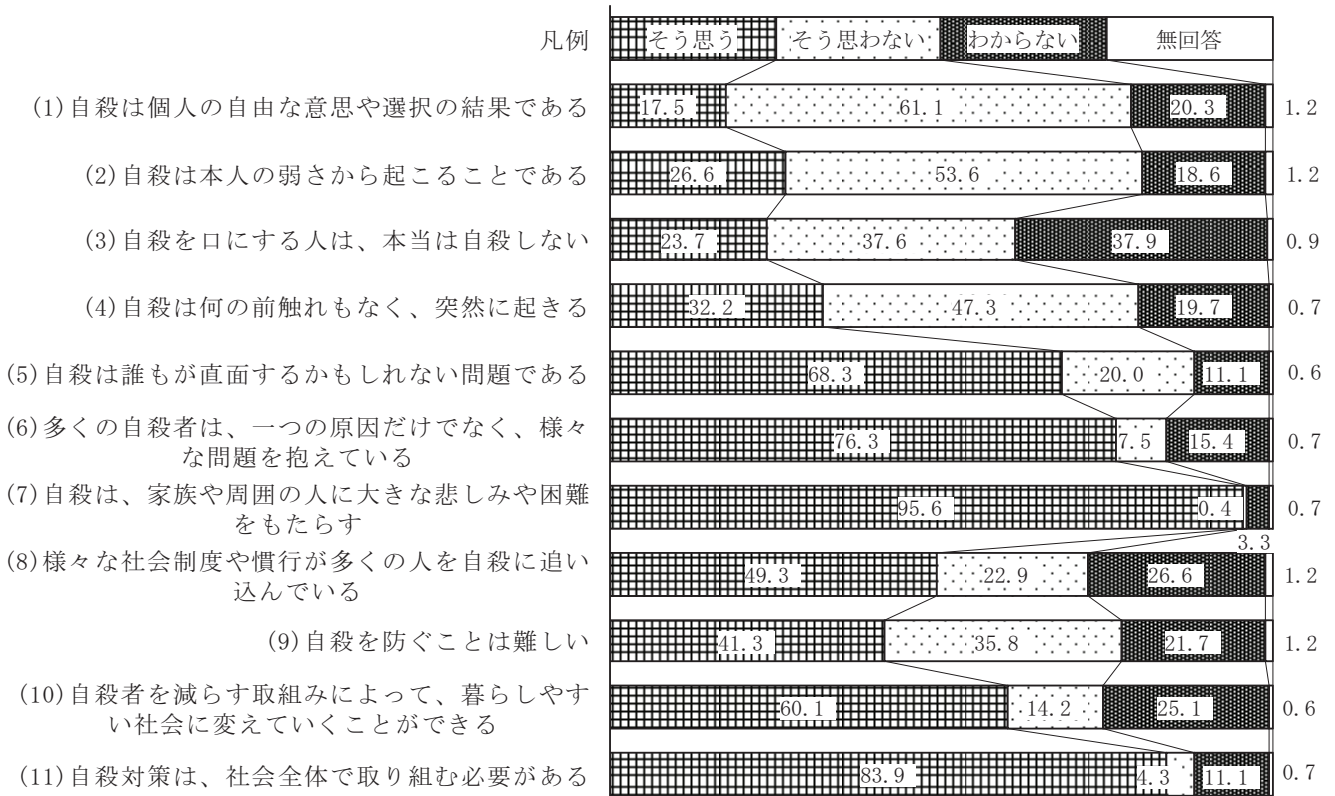 凡例 そう思う そう思わない わからない 無回答
(1)自殺は個人の自由な意思や選択の結果である 17.5 61.1 20.3 1.2
(2)自殺は本人の弱さから起こることである 26.6 53.6 18.6 1.2
(3)自殺を口にする人は、本当は自殺しない 23.7 37.6 37.9 0.9
(4)自殺は何の前触れもなく、突然に起きる 32.2 47.3 19.7 0.7
(5)自殺は誰もが直面するかもしれない問題である 68.3 20.0 11.1 0.6
(6)多くの自殺者は、一つの原因だけでなく、様々
な問題を抱えている 76.3 7.5 15.4 0.7
(7)自殺は、家族や周囲の人に大きな悲しみや困難
をもたらす 95.6 0.4 0.7
3.3
(8)様々な社会制度や慣行が多くの人を自殺に追い
込んでいる 49.3 22.9 26.6 1.2
(9)自殺を防ぐことは難しい 41.3 35.8 21.7 1.2
(10)自殺者を減らす取組みによって、暮らしやす
い社会に変えていくことができる 60.1 14.2 25.1 0.6
(11)自殺対策は、社会全体で取り組む必要がある 83.9 4.3 11.1 0.7